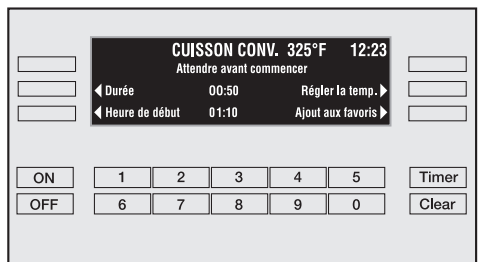 CUISSON CONV. 325°F 12:23
Attendre avant commencer
Durée 00:50 Régler la temp.
Heure de début 01:10 Ajout aux favoris
ON 1 2 3 4 5 Timer
OFF 6 7 8 9 0 Clear